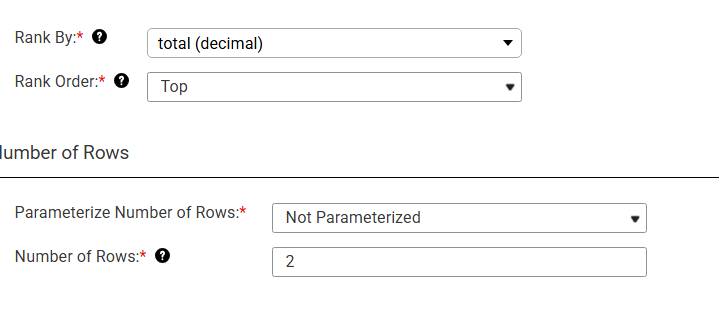 Rank By:* ?
total (decimal)
Rank Order:* ?
Top
umber of Rows
Parameterize Number of Rows:*
Not Parameterized
Number of Rows:* ?
2